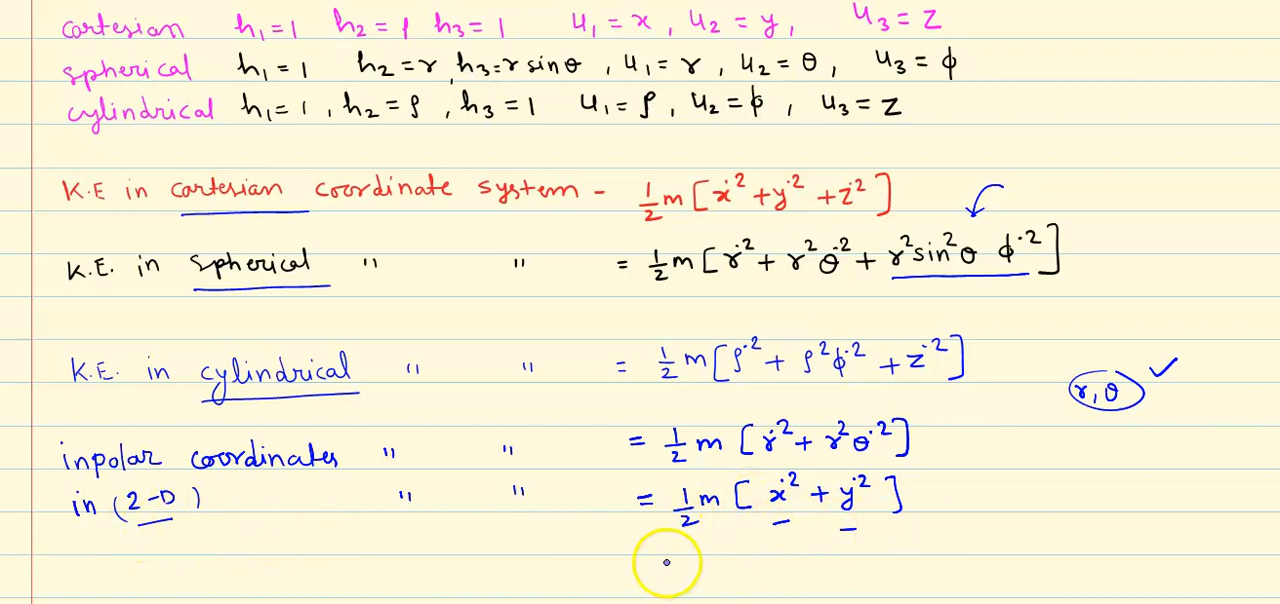 cartesian h₁=1 h₂=1 h₃=1 u₁=x, u₂=y, u₃=z
spherical h₁=1 h₂=r, h₃=r sinθ, u₁=r, u₂=θ, u₃=ϕ
cylindrical h₁=1, h₂=ρ, h₃=1 u₁=ρ, u₂=ϕ, u₃=z
K.E in cartesian coordinate system - ½m[ẋ²+ẏ²+ż²]
K.E. in spherical " " = ½m[ṙ²+r²θ̇²+r²sin²θ ϕ̇²]
K.E. in cylindrical " " = ½m[ρ̇²+ρ²ϕ̇²+ż²]
r, θ ✓
inpolar coordinates " " = ½m[ṙ²+r²θ̇²]
in (2-D) " " = ½m[ẋ²+ẏ²]